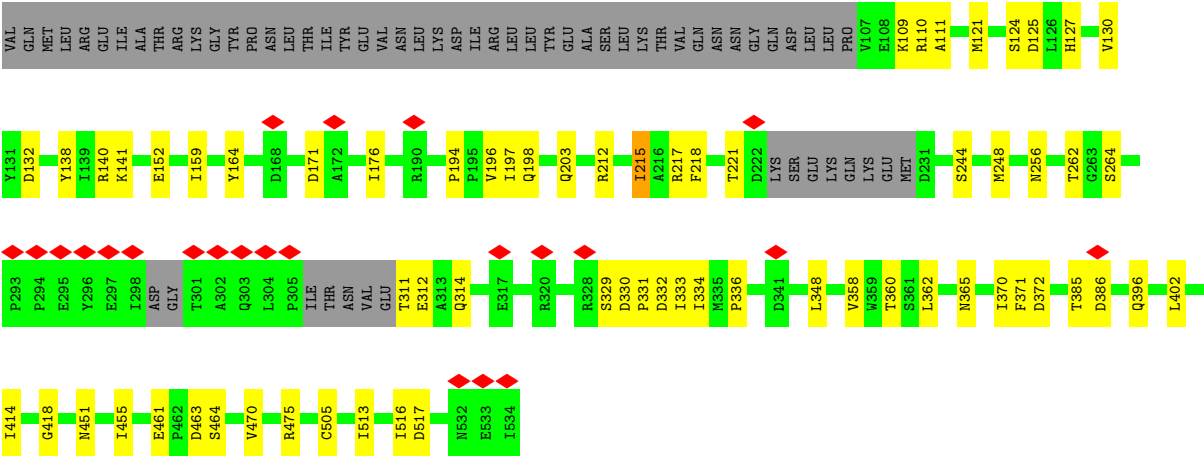 VAL GLN MET LEU ARG GLU ILE ALA THR ARG LYS GLY TYR PRO ASN LEU THR ILE TYR GLU VAL ASN LEU LYS ASP ILE ARG LEU LEU TYR GLU ALA SER LEU LYS THR VAL GLN ASN ASN GLY GLN ASP LEU LEU PRO V107 E108 K109 R110 A111 M121 S124 D125 L126 H127 V130
Y131 D132 Y138 I139 R140 K141 E152 I159 Y164 D168 D171 A172 I176 R190 P194 P195 V196 I197 Q198 Q203 R212 I215 A216 R217 F218 T221 D222 LYS SER GLU LYS GLN LYS GLU MET D231 S244 M248 N256 T262 G263 S264
P293 P294 E295 Y296 E297 I298 ASP GLY T301 A302 Q303 L304 P305 ILE THR ASN VAL GLU T311 E312 A313 Q314 E317 R320 R328 S329 D330 P331 D332 I333 I334 M335 P336 D341 L348 V358 W359 T360 S361 L362 N365 I370 F371 D372 T385 D386 Q396 L402
I414 G418 N451 I455 E461 P462 D463 S464 V470 R475 C505 I513 I516 D517 N532 E533 I534